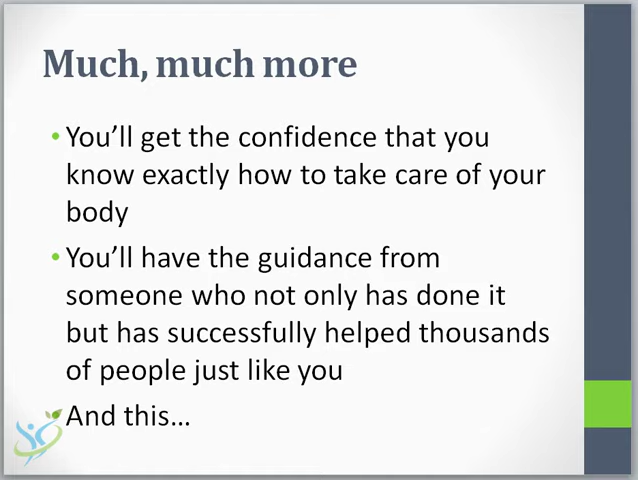 Much, much more
• You’ll get the confidence that you
know exactly how to take care of your
body
• You’ll have the guidance from
someone who not only has done it
but has successfully helped thousands
of people just like you
• And this…